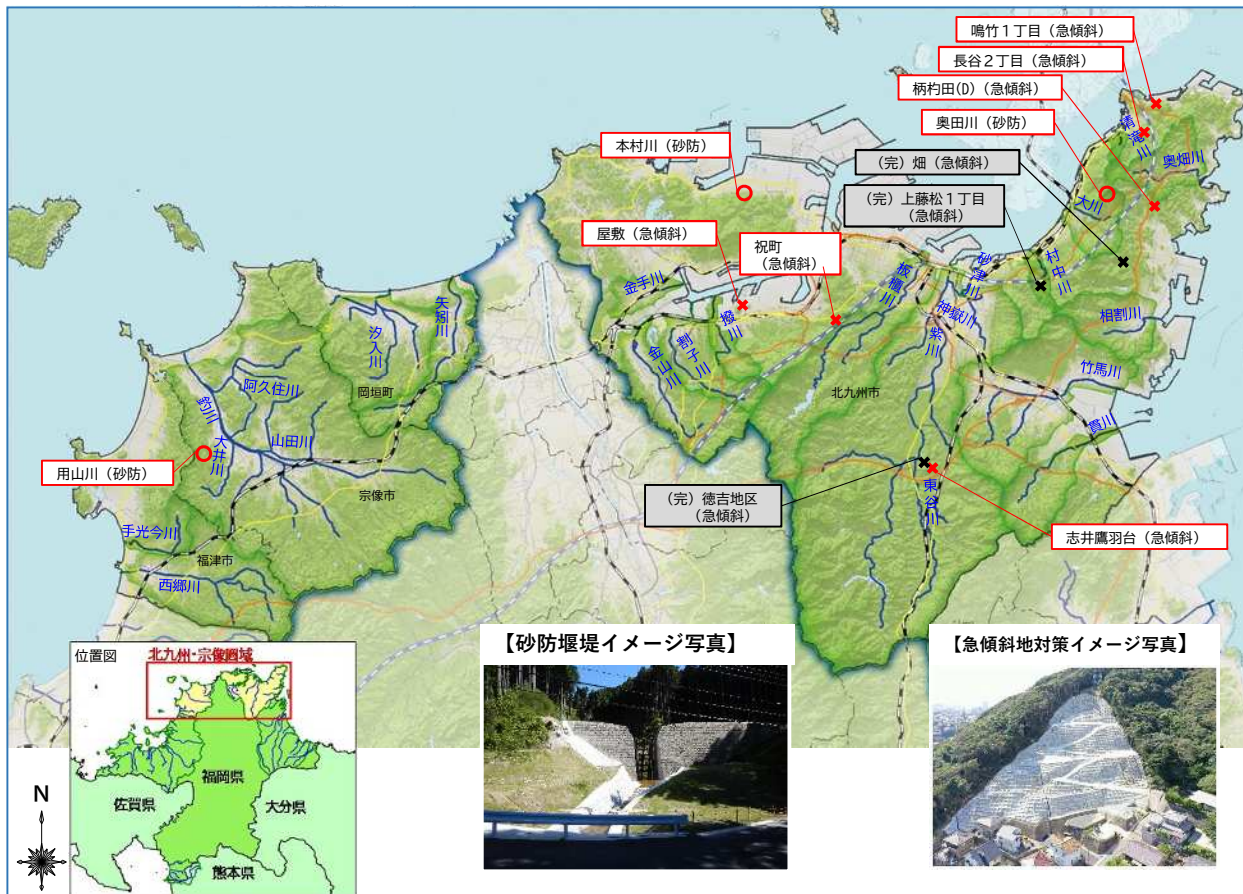 鳴竹１丁目（急傾斜）
長谷２丁目（急傾斜）
柄杓田(D)（急傾斜）
奥田川（砂防）
本村川（砂防）
（完）畑（急傾斜）
（完）上藤松１丁目
（急傾斜）
屋敷（急傾斜）
祝町
（急傾斜）
清滝川
奥畑川
大川
村中川
砂津川
板櫃川
神嶽川
紫川
相割川
竹馬川
貫川
金手川
撥川
割子川
金山川
北九州市
矢矧川
汐入川
岡垣町
阿久住川
釣川
大井川
山田川
用山川（砂防）
宗像市
（完）徳吉地区
（急傾斜）
東谷川
志井鷹羽台（急傾斜）
手光今川
福津市
西郷川
位置図
北九州・宗像圏域
福岡県
佐賀県
大分県
熊本県
N
【砂防堰堤イメージ写真】
【急傾斜地対策イメージ写真】